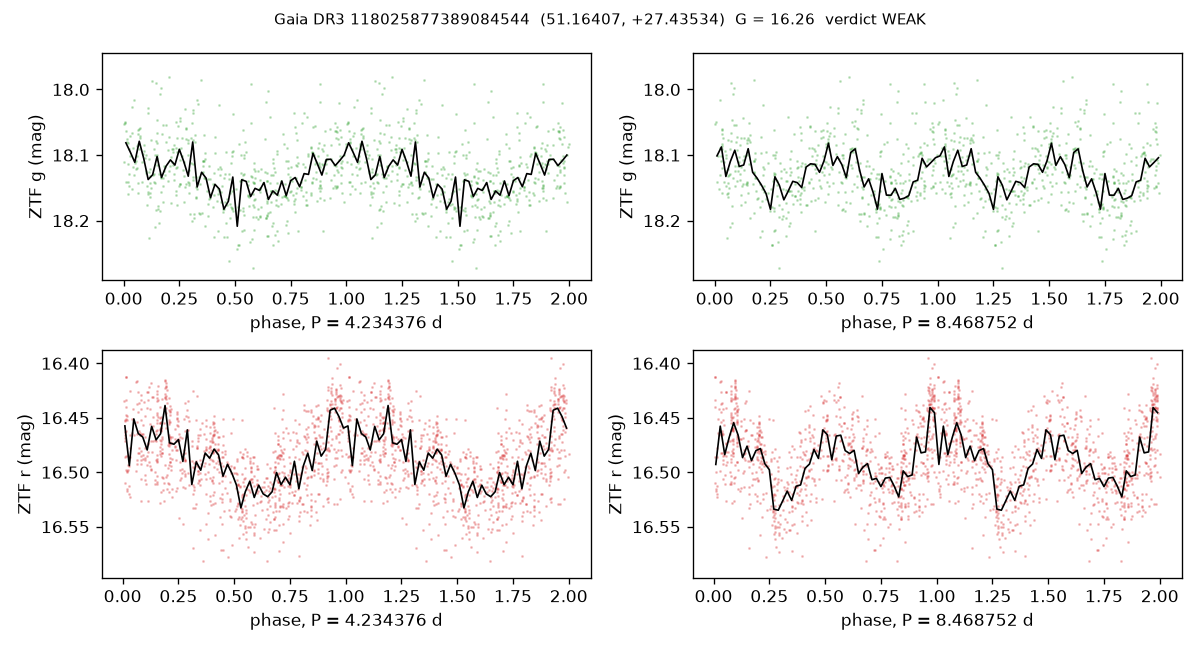 Gaia DR3 118025877389084544  (51.16407, +27.43534)  G = 16.26  verdict WEAK
ZTF g (mag)
18.0
18.1
18.2
0.00 0.25 0.50 0.75 1.00 1.25 1.50 1.75 2.00
phase, P = 4.234376 d
ZTF g (mag)
18.0
18.1
18.2
0.00 0.25 0.50 0.75 1.00 1.25 1.50 1.75 2.00
phase, P = 8.468752 d
ZTF r (mag)
16.40
16.45
16.50
16.55
0.00 0.25 0.50 0.75 1.00 1.25 1.50 1.75 2.00
phase, P = 4.234376 d
ZTF r (mag)
16.40
16.45
16.50
16.55
0.00 0.25 0.50 0.75 1.00 1.25 1.50 1.75 2.00
phase, P = 8.468752 d